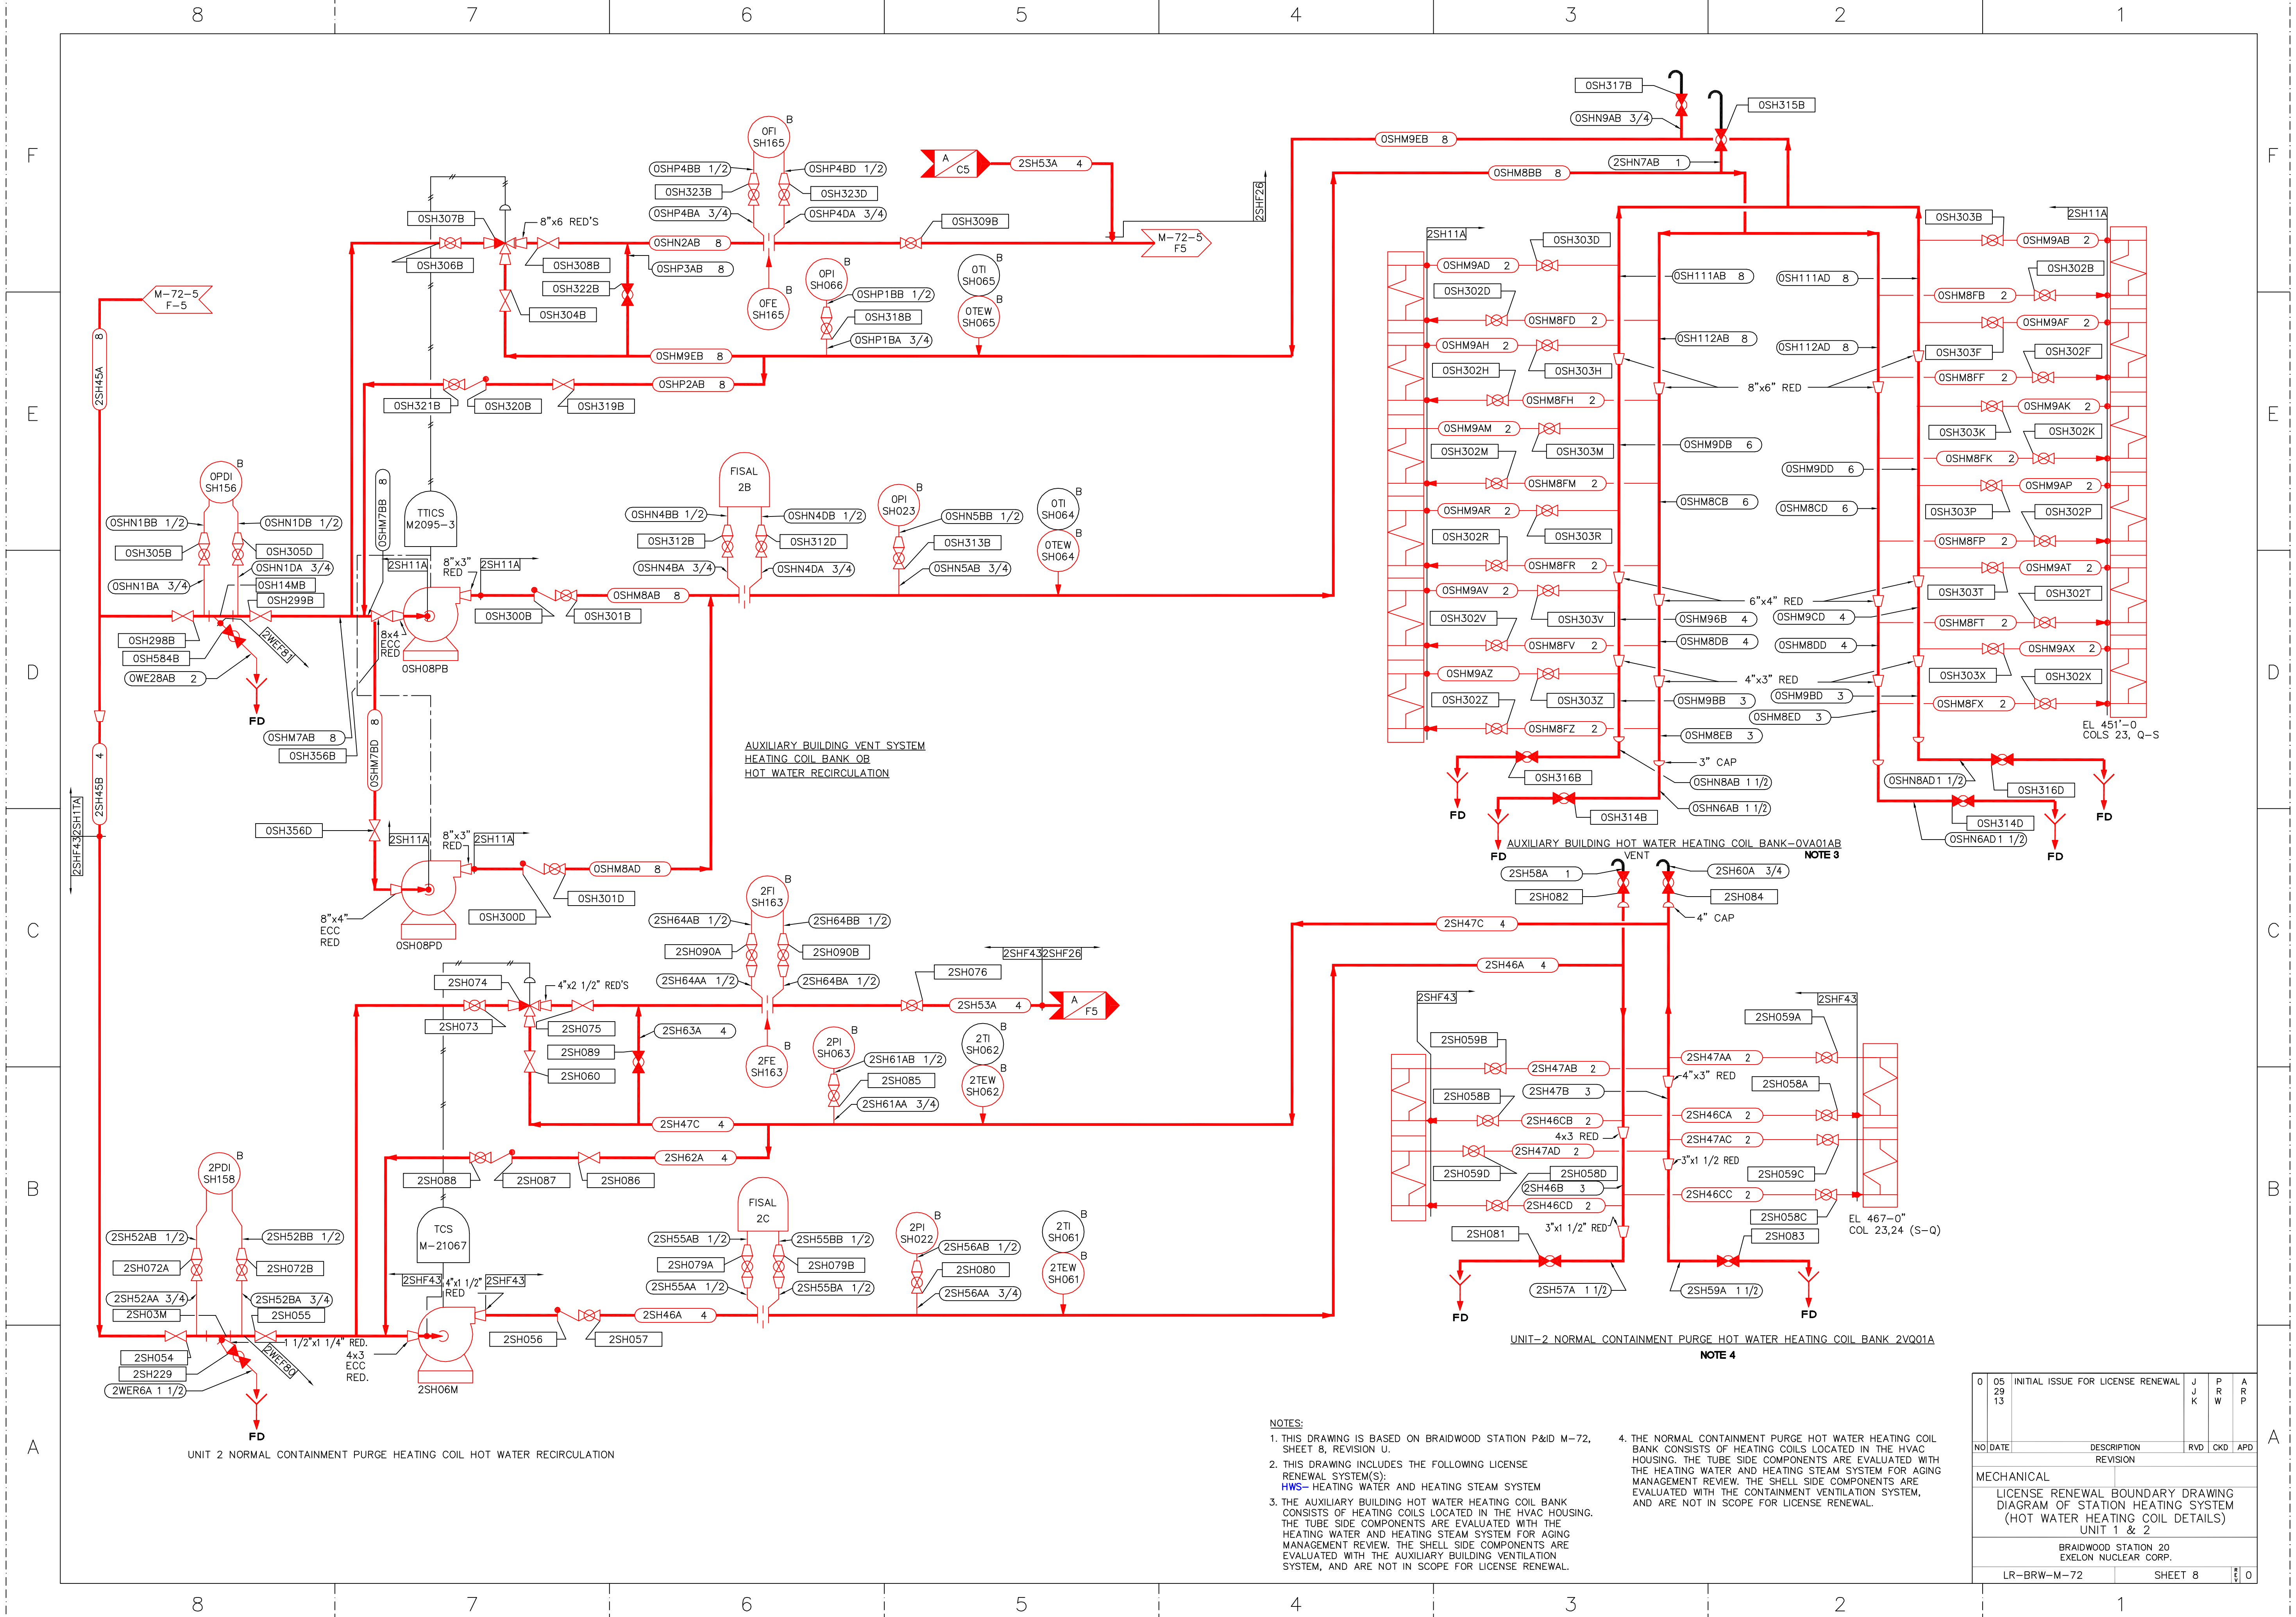 8 7 6 5 4 3 2 1
F
E
D
C
B
A
F
E
D
C
B
A
0SH317B
0SH315B
0SHN9AB 3/4
0SHM9EB 8
2SHN7AB 1
0SHM8BB 8
0FI
SH165
B
0SHP4BB 1/2
0SHP4BD 1/2
0SH323B
0SH323D
0SHP4BA 3/4
0SHP4DA 3/4
A
C5
2SH53A 4
2SHF26
0SH307B
8"x6 RED'S
0SHN2AB 8
0SH309B
M-72-5
F5
0SH306B
0SH308B
0SHP3AB 8
0SH322B
0SH304B
0FE
SH165
B
0PI
SH066
B
0SHP1BB 1/2
0SH318B
0SHP1BA 3/4
0TI
SH065
B
0TEW
SH065
B
M-72-5
F-5
2SH45A 8
0SHM9EB 8
0SHP2AB 8
0SH321B
0SH320B
0SH319B
0PDI
SH156
B
0SHN1BB 1/2
0SHN1DB 1/2
0SH305B
0SH305D
0SHN1BA 3/4
0SHN1DA 3/4
0SH14MB
0SH299B
0SH298B
0SH584B
0WE28AB 2
2WEF81
FD
0SHM7AB 8
0SH356B
0SHM7BB 8
TTICS
M2095-3
2SH11A
8"x3"
RED
2SH11A
8x4
ECC
RED
0SH08PB
0SH300B
0SH301B
0SHM8AB 8
FISAL
2B
0SHN4BB 1/2
0SHN4DB 1/2
0SH312B
0SH312D
0SHN4BA 3/4
0SHN4DA 3/4
0PI
SH023
B
0SHN5BB 1/2
0SH313B
0SHN5AB 3/4
0TI
SH064
B
0TEW
SH064
B
0SHM7BD 8
0SH356D
2SH45B 4
2SHF43
2SH1TA
AUXILIARY BUILDING VENT SYSTEM
HEATING COIL BANK OB
HOT WATER RECIRCULATION
2SH11A
8"x3"
RED
2SH11A
0SHM8AD 8
0SH301D
0SH300D
8"x4"
ECC
RED
0SH08PD
2SH11A
0SHM9AD 2
0SH303D
0SH302D
0SHM8FD 2
0SHM9AH 2
0SH302H
0SH303H
0SHM8FH 2
0SHM9AM 2
0SH302M
0SH303M
0SHM8FM 2
0SHM9AR 2
0SH302R
0SH303R
0SHM8FR 2
0SHM9AV 2
0SH302V
0SH303V
0SHM8FV 2
0SHM9AZ
0SH302Z
0SH303Z
0SHM8FZ 2
0SH111AB 8
0SH111AD 8
0SH112AB 8
0SH112AD 8
8"x6" RED
0SHM9DB 6
0SHM9DD 6
0SHM8CB 6
0SHM8CD 6
6"x4" RED
0SHM96B 4
0SHM9CD 4
0SHM8DB 4
0SHM8DD 4
4"x3" RED
0SHM9BB 3
0SHM9BD 3
0SHM8ED 3
0SHM8EB 3
3" CAP
0SHN8AB 1 1/2
0SHN6AB 1 1/2
0SHN8AD1 1/2
0SHN6AD1 1/2
0SH316B
0SH314B
0SH316D
0SH314D
FD
FD
FD
FD
0SH303B
2SH11A
0SHM9AB 2
0SH302B
0SHM8FB 2
0SHM9AF 2
0SH303F
0SH302F
0SHM8FF 2
0SHM9AK 2
0SH303K
0SH302K
0SHM8FK 2
0SHM9AP 2
0SH303P
0SH302P
0SHM8FP 2
0SHM9AT 2
0SH303T
0SH302T
0SHM8FT 2
0SHM9AX 2
0SH303X
0SH302X
0SHM8FX 2
EL 451'-0
COLS 23, Q-S
AUXILIARY BUILDING HOT WATER HEATING COIL BANK-0VA01AB
NOTE 3
VENT
2SH58A 1
2SH60A 3/4
2SH082
2SH084
4" CAP
2SH47C 4
2SH46A 4
2FI
SH163
B
2SH64AB 1/2
2SH64BB 1/2
2SH090A
2SH090B
2SH64AA 1/2
2SH64BA 1/2
2SHF43
2SHF26
2SH076
2SH53A 4
A
F5
2SH074
4"x2 1/2" RED'S
2SH073
2SH075
2SH63A 4
2SH089
2SH060
2FE
SH163
B
2PI
SH063
B
2SH61AB 1/2
2SH085
2SH61AA 3/4
2TI
SH062
B
2TEW
SH062
B
2SH47C 4
2SH62A 4
2SH088
2SH087
2SH086
2PDI
SH158
B
2SH52AB 1/2
2SH52BB 1/2
2SH072A
2SH072B
2SH52AA 3/4
2SH52BA 3/4
2SH03M
2SH055
1 1/2"x1 1/4" RED.
2SH054
2SH229
2WER6A 1 1/2
2WEF80
FD
4x3
ECC
RED.
TCS
M-21067
2SHF43
4"x1 1/2"
RED
2SHF43
2SH06M
2SH056
2SH057
2SH46A 4
FISAL
2C
2SH55AB 1/2
2SH55BB 1/2
2SH079A
2SH079B
2SH55AA 1/2
2SH55BA 1/2
2PI
SH022
B
2SH56AB 1/2
2SH080
2SH56AA 3/4
2TI
SH061
B
2TEW
SH061
B
UNIT 2 NORMAL CONTAINMENT PURGE HEATING COIL HOT WATER RECIRCULATION
2SHF43
2SH059B
2SH47AB 2
2SH058B
2SH47B 3
2SH46CB 2
4x3 RED
2SH47AD 2
2SH059D
2SH058D
2SH46B 3
2SH46CD 2
3"x1 1/2" RED
2SH081
2SH57A 1 1/2
2SHF43
2SH059A
2SH47AA 2
4"x3" RED
2SH058A
2SH46CA 2
2SH47AC 2
3"x1 1/2 RED
2SH059C
2SH46CC 2
2SH058C
2SH083
2SH59A 1 1/2
EL 467-0"
COL 23,24 (S-Q)
FD
FD
UNIT-2 NORMAL CONTAINMENT PURGE HOT WATER HEATING COIL BANK 2VQ01A
NOTE 4
NOTES:
1. THIS DRAWING IS BASED ON BRAIDWOOD STATION P&ID M-72,
SHEET 8, REVISION U.
2. THIS DRAWING INCLUDES THE FOLLOWING LICENSE
RENEWAL SYSTEM(S):
HWS- HEATING WATER AND HEATING STEAM SYSTEM
3. THE AUXILIARY BUILDING HOT WATER HEATING COIL BANK
CONSISTS OF HEATING COILS LOCATED IN THE HVAC HOUSING.
THE TUBE SIDE COMPONENTS ARE EVALUATED WITH THE
HEATING WATER AND HEATING STEAM SYSTEM FOR AGING
MANAGEMENT REVIEW. THE SHELL SIDE COMPONENTS ARE
EVALUATED WITH THE AUXILIARY BUILDING VENTILATION
SYSTEM, AND ARE NOT IN SCOPE FOR LICENSE RENEWAL.
4. THE NORMAL CONTAINMENT PURGE HOT WATER HEATING COIL
BANK CONSISTS OF HEATING COILS LOCATED IN THE HVAC
HOUSING. THE TUBE SIDE COMPONENTS ARE EVALUATED WITH
THE HEATING WATER AND HEATING STEAM SYSTEM FOR AGING
MANAGEMENT REVIEW. THE SHELL SIDE COMPONENTS ARE
EVALUATED WITH THE CONTAINMENT VENTILATION SYSTEM,
AND ARE NOT IN SCOPE FOR LICENSE RENEWAL.
0 05 INITIAL ISSUE FOR LICENSE RENEWAL J P A
29 J R R
13 K W P
NO DATE DESCRIPTION RVD CKD APD
REVISION
MECHANICAL
LICENSE RENEWAL BOUNDARY DRAWING
DIAGRAM OF STATION HEATING SYSTEM
(HOT WATER HEATING COIL DETAILS)
UNIT 1 & 2
BRAIDWOOD STATION 20
EXELON NUCLEAR CORP.
LR-BRW-M-72 SHEET 8 REV 0
8 7 6 5 4 3 2 1